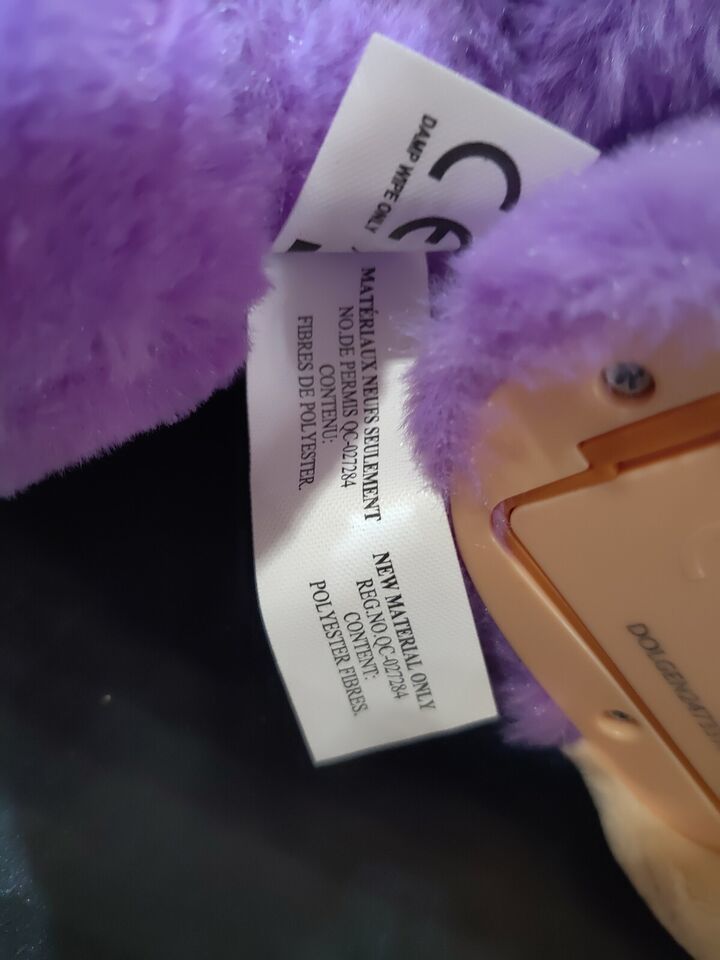 CE
DAMP WIPE ONLY
MATÉRIAUX NEUFS SEULEMENT
NO.DE PERMIS QC-027284
CONTENU:
FIBRES DE POLYESTER.
NEW MATERIAL ONLY
REG.NO.QC-027284
CONTENT:
POLYESTER FIBRES.